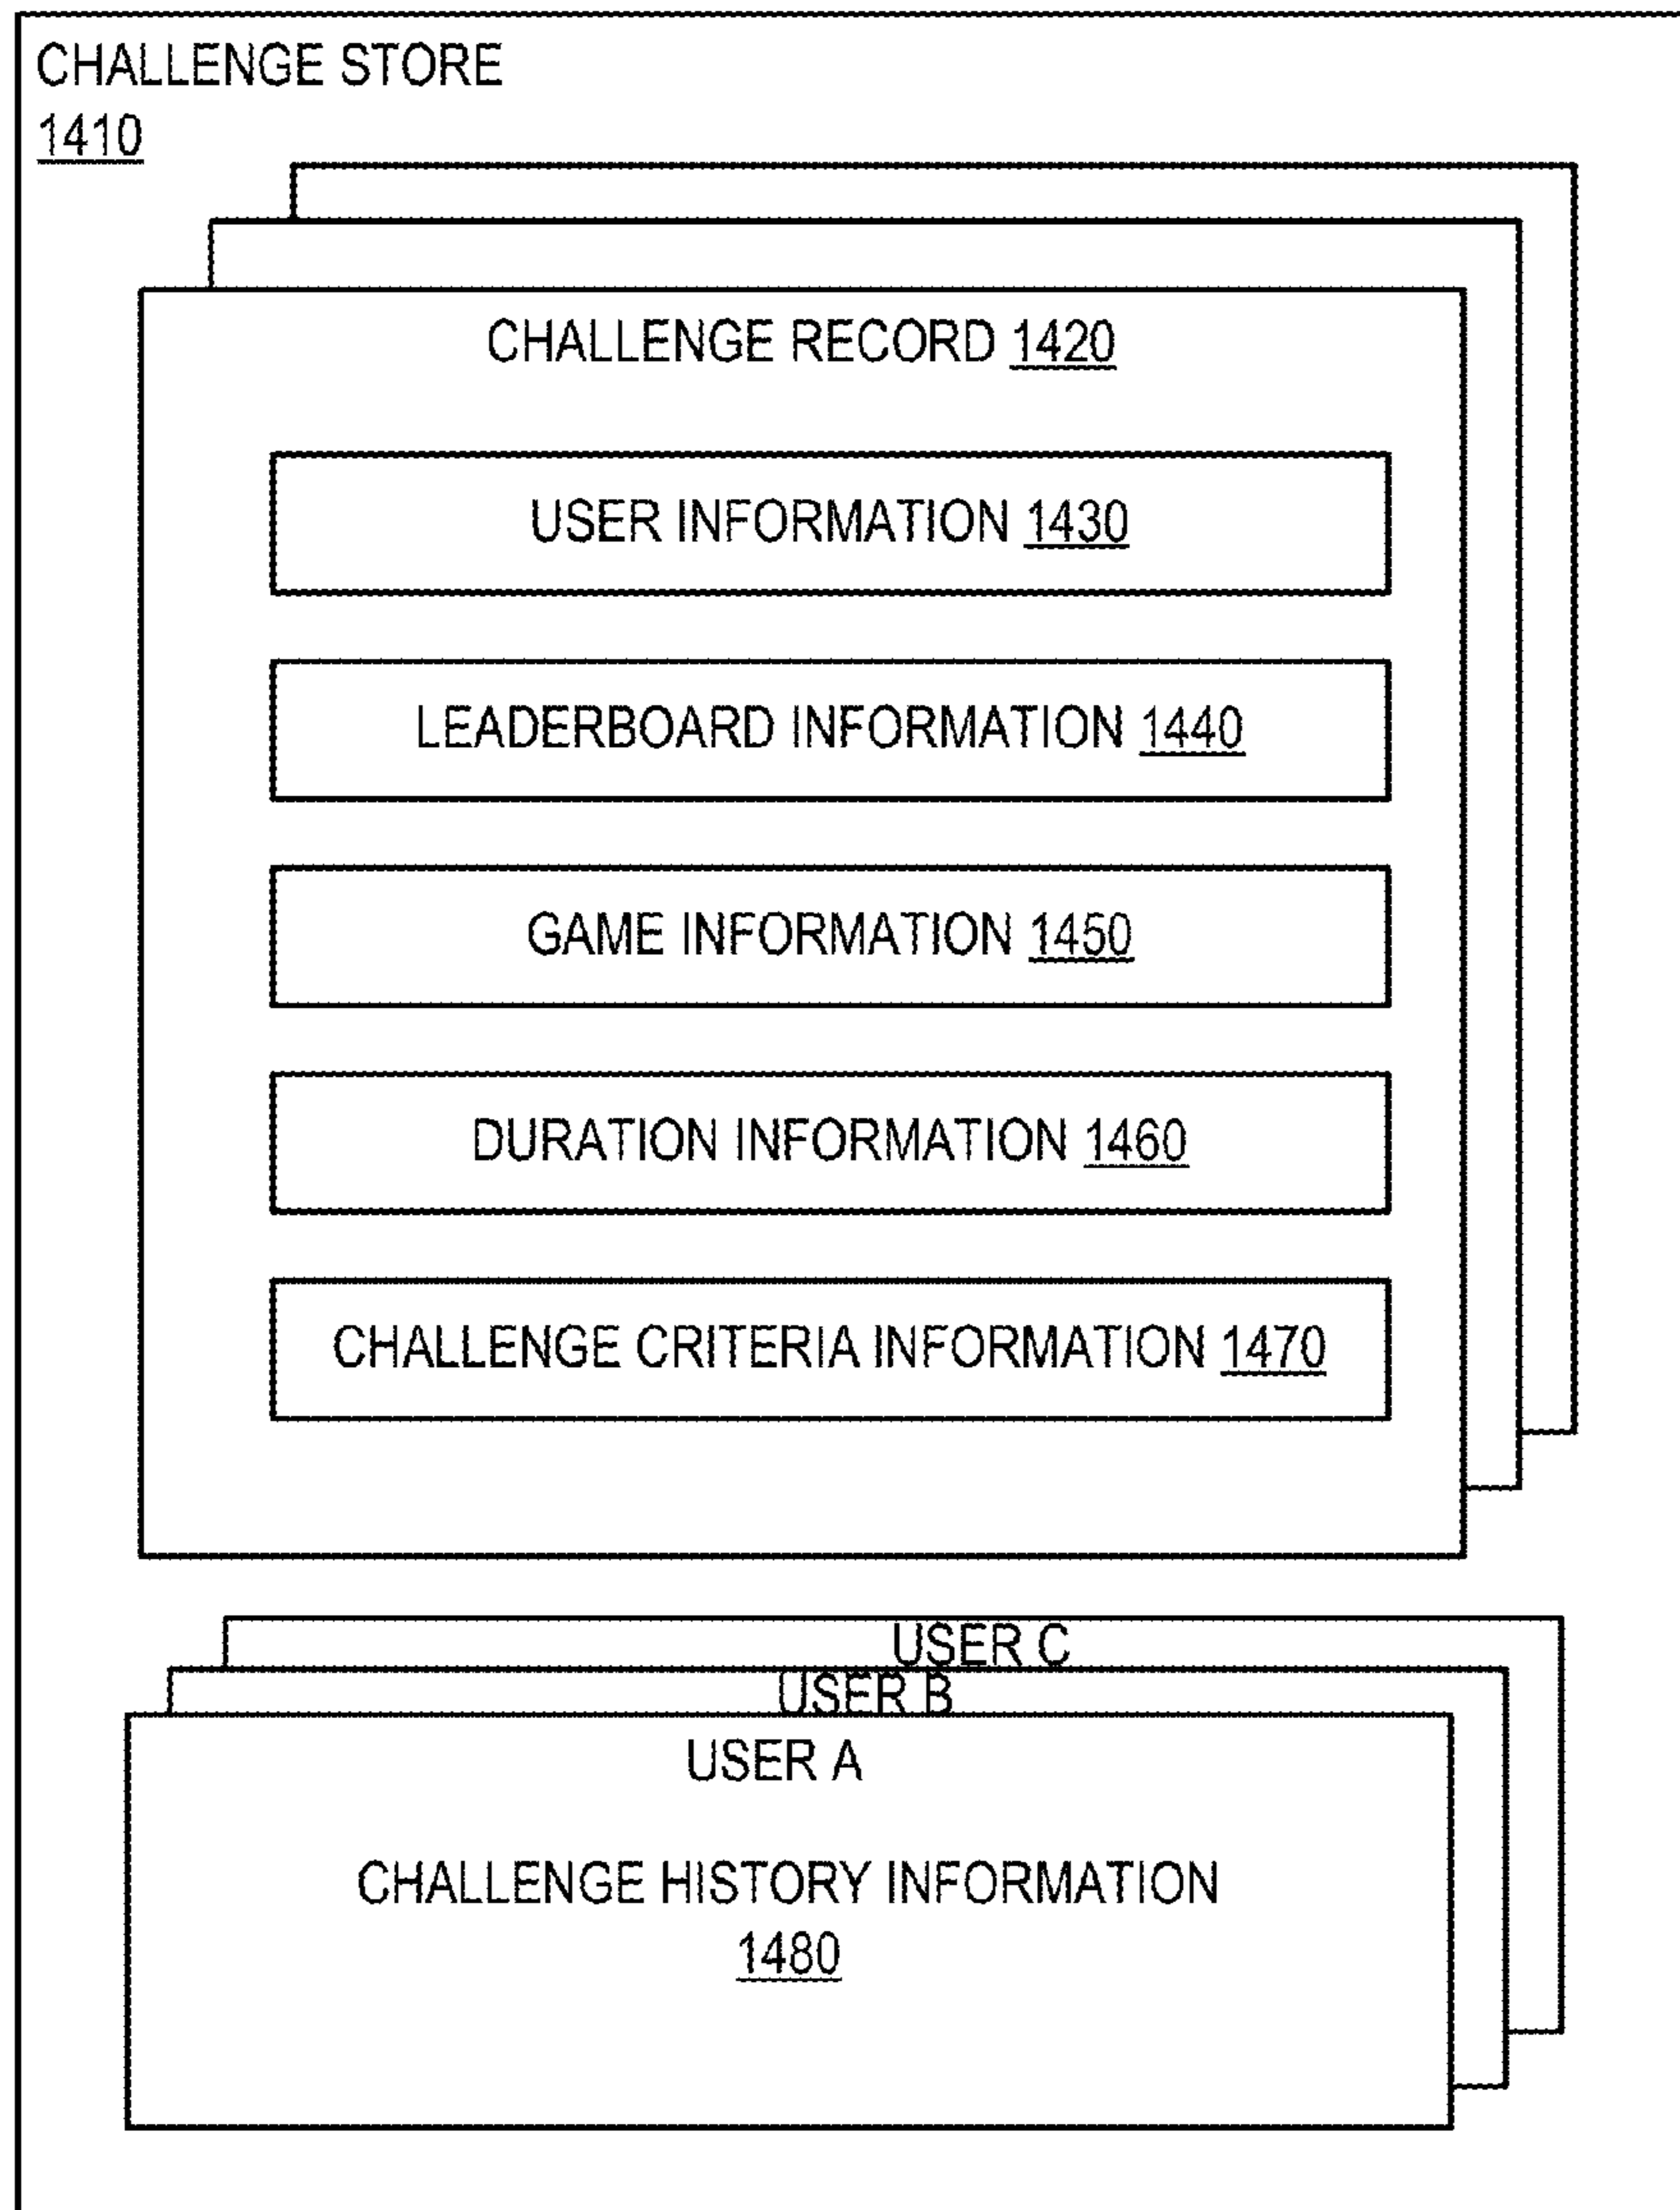 CHALLENGE STORE
1410
CHALLENGE RECORD 1420
USER INFORMATION 1430
LEADERBOARD INFORMATION 1440
GAME INFORMATION 1450
DURATION INFORMATION 1460
CHALLENGE CRITERIA INFORMATION 1470
USER C
USER B
USER A
CHALLENGE HISTORY INFORMATION
1480